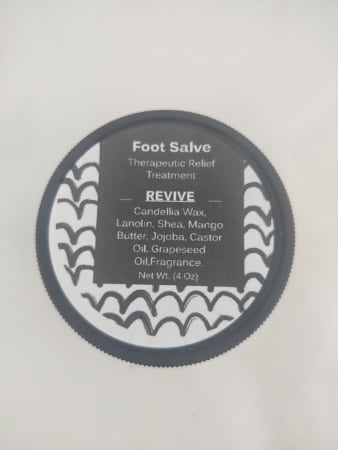 Foot Salve
Therapeutic Relief
Treatment
REVIVE
Candellia Wax,
Lanolin, Shea, Mango
Butter, Jojoba, Castor
Oil, Grapeseed
Oil,Fragrance.
Net Wt. (4 Oz)